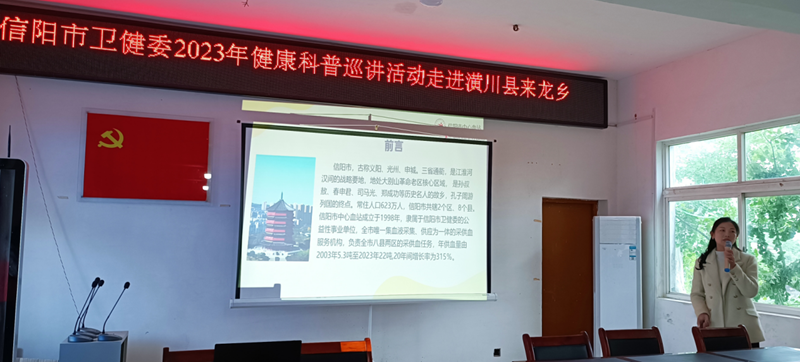 信阳市卫健委2023年健康科普巡讲活动走进潢川县来龙乡
前言
信阳市，古称义阳、光州、申城。三省通衢，是江淮河
汉间的战略要地，地处大别山革命老区核心区域，是孙叔
敖、春申君、司马光、郑成功等历史名人的故乡，孔子周游
列国的终点。常住人口623万人，信阳市共辖2个区、8个县。
信阳市中心血站成立于1998年，隶属于信阳市卫健委的公
益性事业单位，全市唯一集血液采集、供应为一体的采供血
服务机构，负责全市八县两区的采供血任务，年供血量由
2003年5.3吨至2023年22吨,20年间增长率为315%。